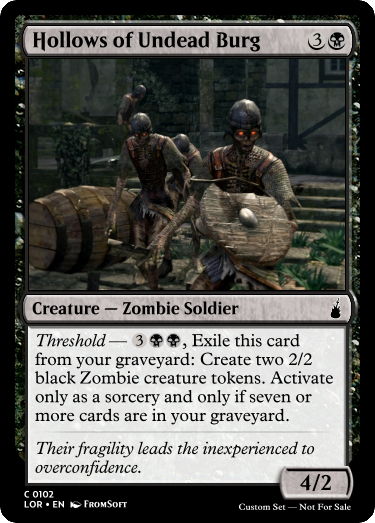 Hollows of Undead Burg 3
Creature — Zombie Soldier
Threshold — 3, Exile this card
from your graveyard: Create two 2/2
black Zombie creature tokens. Activate
only as a sorcery and only if seven or
more cards are in your graveyard.
Their fragility leads the inexperienced to
overconfidence.
4/2
C 0102
LOR • EN FromSoft
Custom Set — Not For Sale